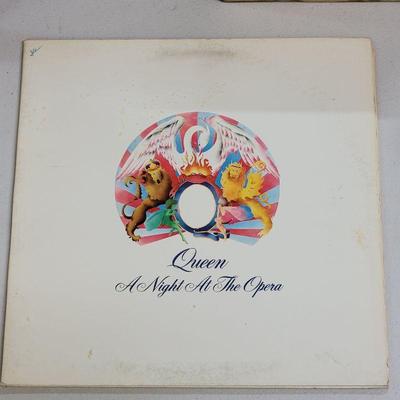 Queen
A Night At The Opera